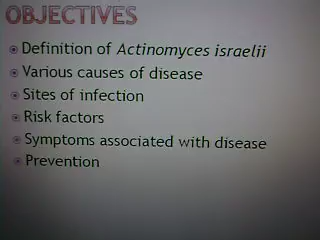 OBJECTIVES
Definition of Actinomyces israelii
Various causes of disease
Sites of infection
Risk factors
Symptoms associated with disease
Prevention